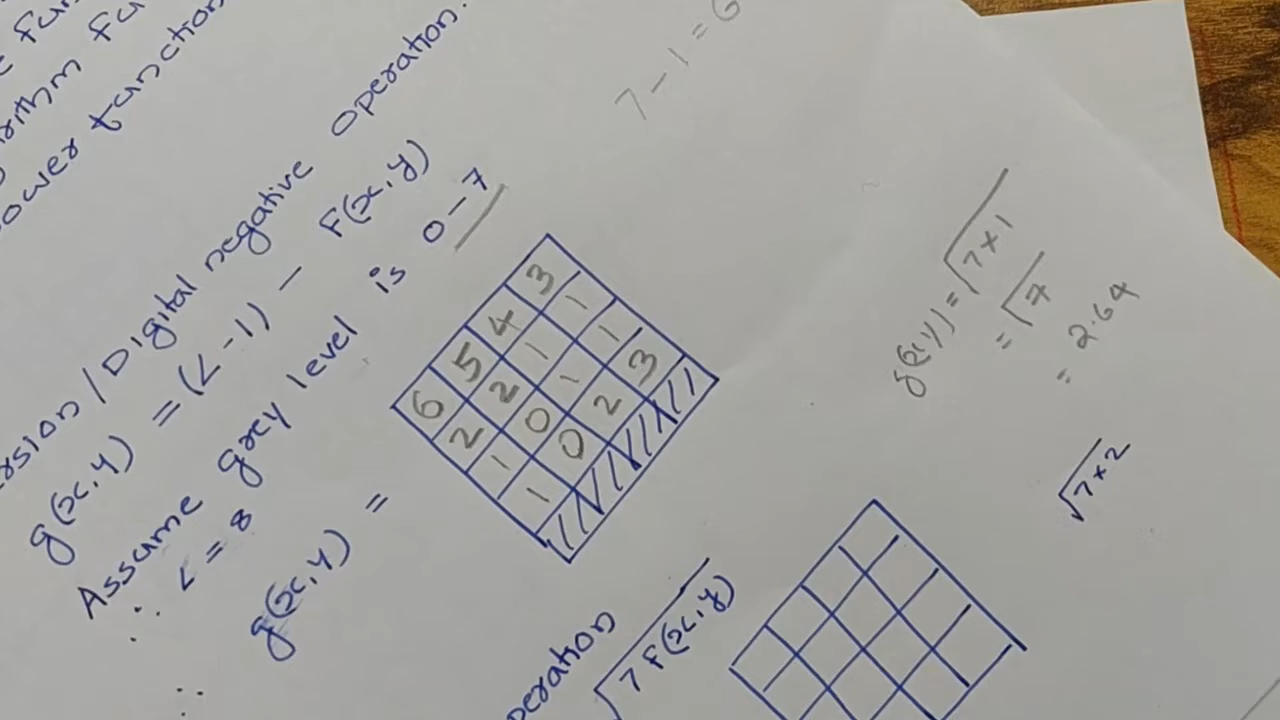 rithm fu
ower function
ersion / Digital negative operation.
g(x,y) = (L-1) - F(x,y)
Assume grey level is 0-7
∴ L = 8
∴ g(x,y) =
6 5 4 3
2 2 1 1
1 0 1 1
1 0 2 3
7-1=6
peration
√7 F(x,y)
g(x,y) = √7×1
= √7
= 2.64
√7×2